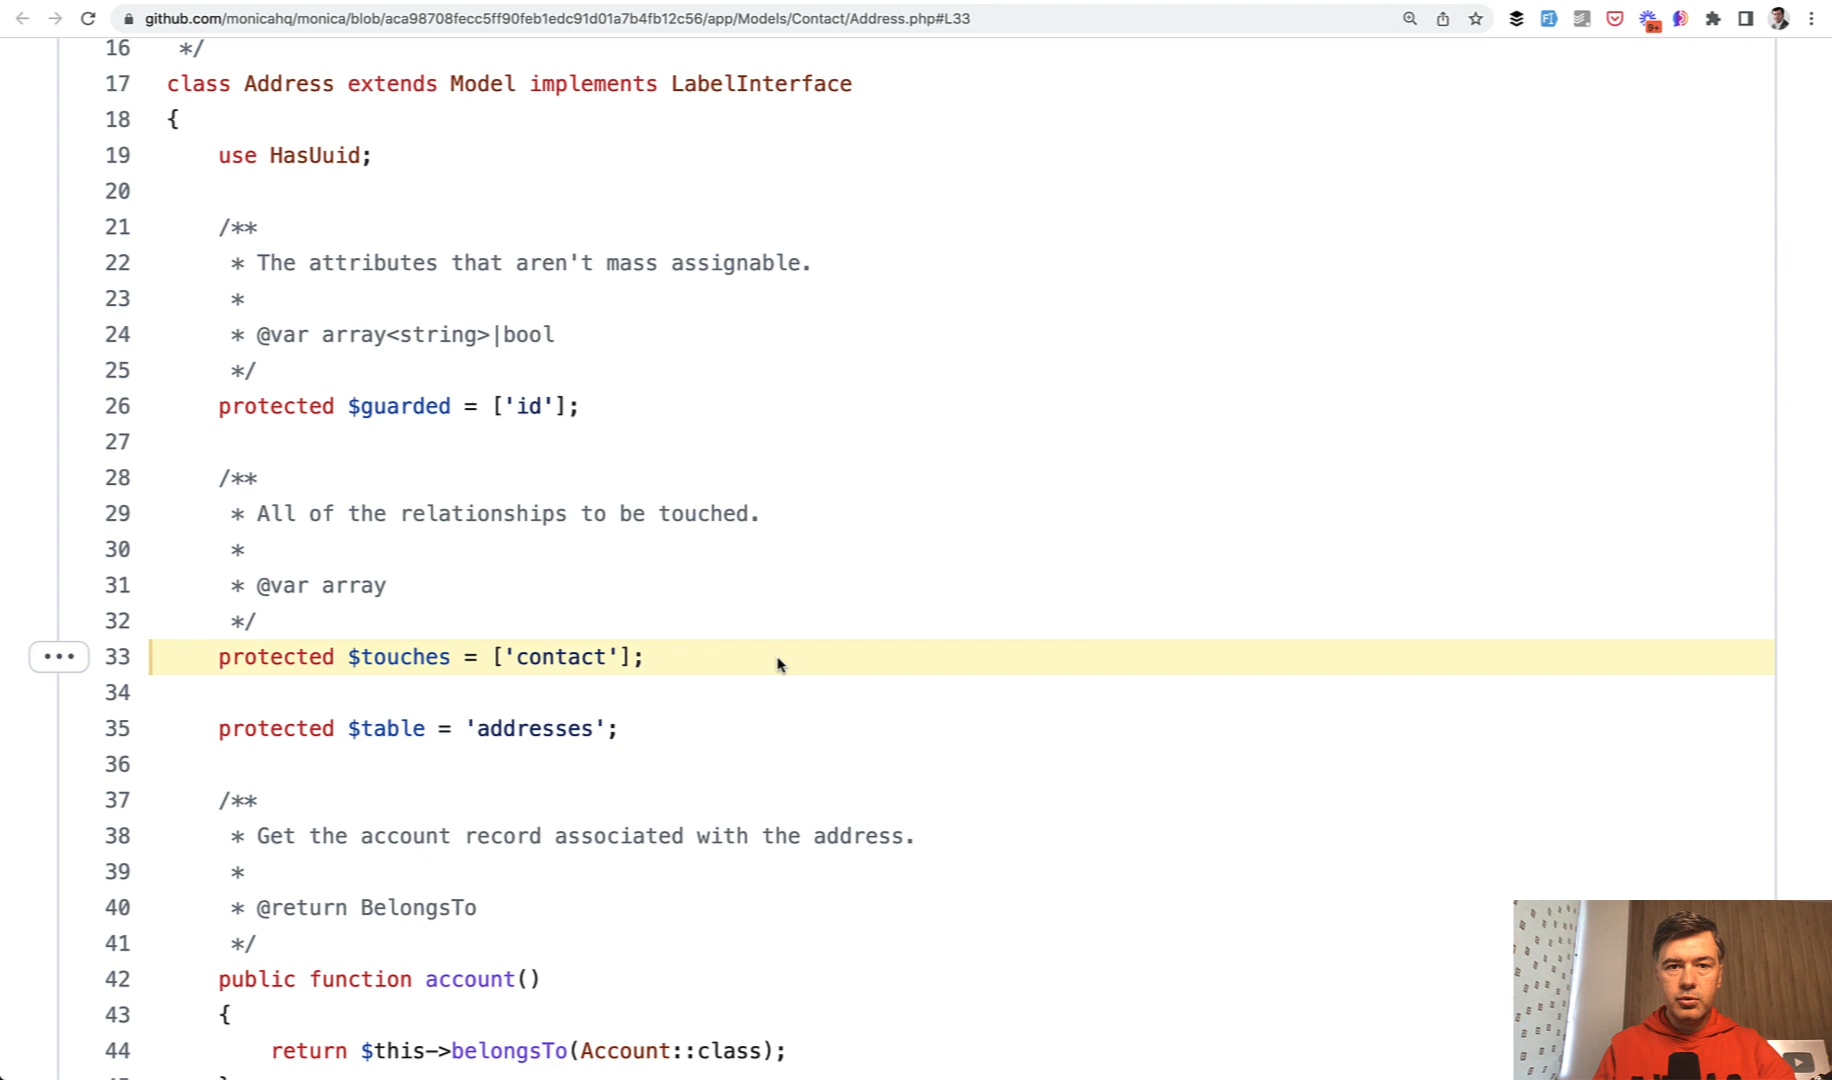 github.com/monicahq/monica/blob/aca98708fecc5ff90feb1edc91d01a7b4fb12c56/app/Models/Contact/Address.php#L33
9+
16 */
17 class Address extends Model implements LabelInterface
18 {
19 use HasUuid;
20
21 /**
22 * The attributes that aren't mass assignable.
23 *
24 * @var array<string>|bool
25 */
26 protected $guarded = ['id'];
27
28 /**
29 * All of the relationships to be touched.
30 *
31 * @var array
32 */
33 protected $touches = ['contact'];
34
35 protected $table = 'addresses';
36
37 /**
38 * Get the account record associated with the address.
39 *
40 * @return BelongsTo
41 */
42 public function account()
43 {
44 return $this->belongsTo(Account::class);